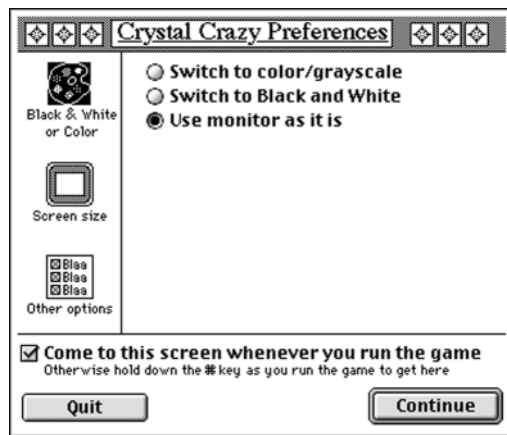 Crystal Crazy Preferences
Black & White
or Color
Switch to color/grayscale
Switch to Black and White
Use monitor as it is
Screen size
Blaa
Blaa
Blaa
Other options
Come to this screen whenever you run the game
Otherwise hold down the ⌘ key as you run the game to get here
Quit
Continue